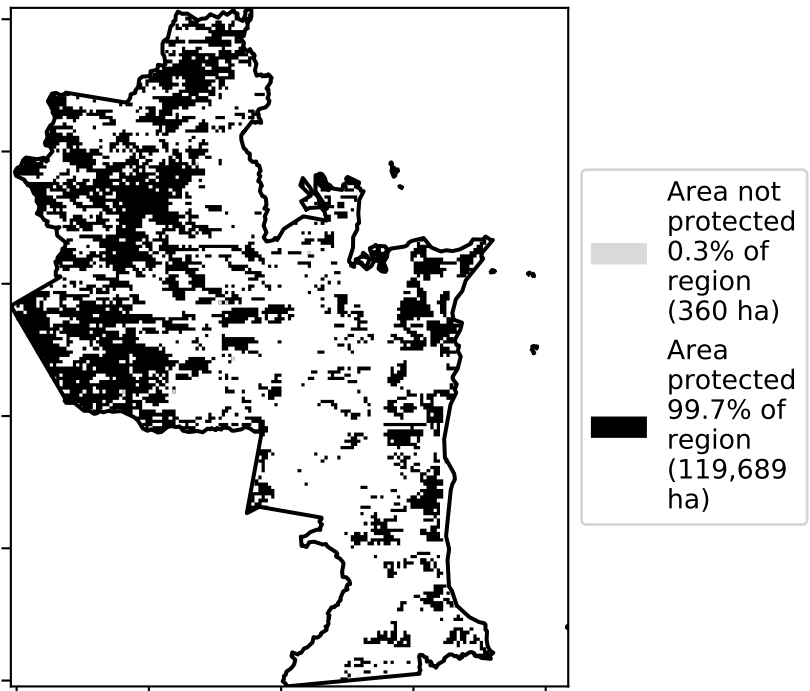 Area not
protected
0.3% of
region
(360 ha)
Area
protected
99.7% of
region
(119,689
ha)